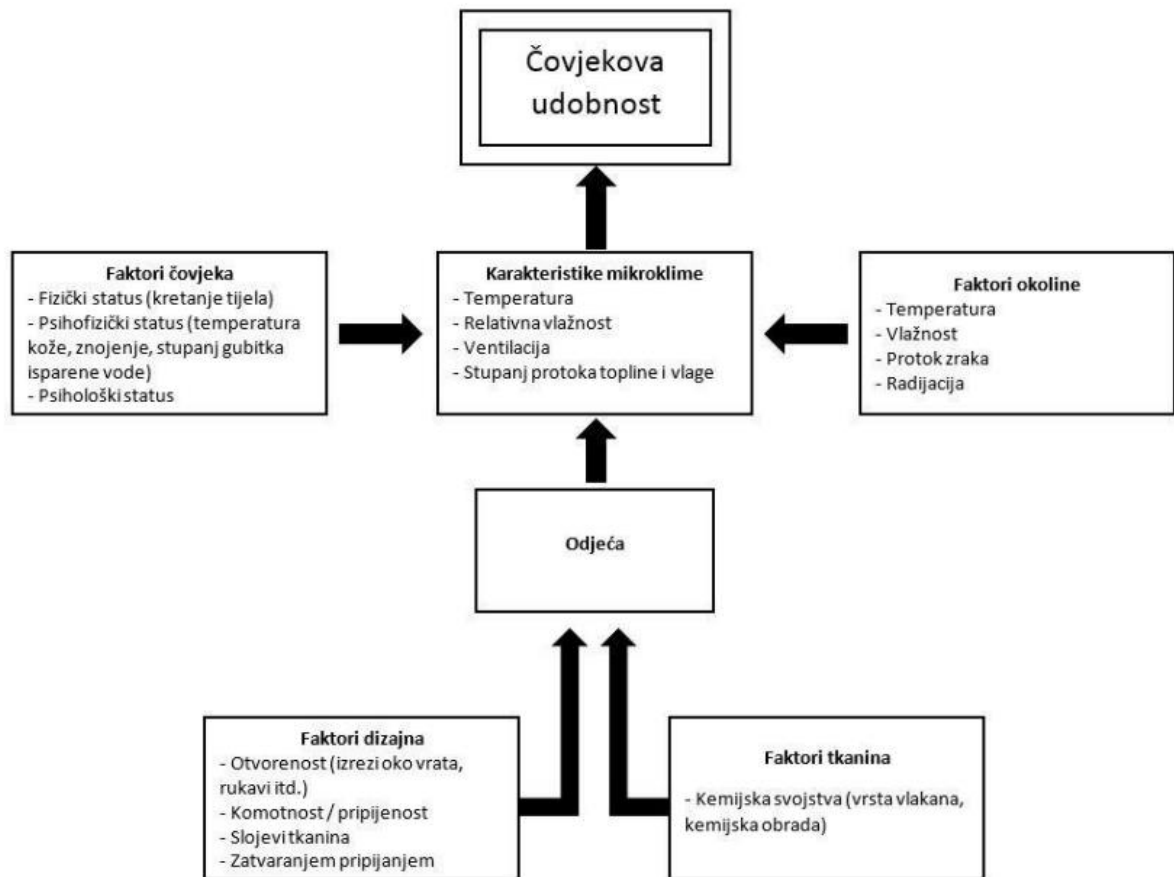 Čovjekova
udobnost
Faktori čovjeka
- Fizički status (kretanje tijela)
- Psihofizički status (temperatura
kože, znojenje, stupanj gubitka
isparene vode)
- Psihološki status
Karakteristike mikroklime
- Temperatura
- Relativna vlažnost
- Ventilacija
- Stupanj protoka topline i vlage
Faktori okoline
- Temperatura
- Vlažnost
- Protok zraka
- Radijacija
Odjeća
Faktori dizajna
- Otvorenost (izrezi oko vrata,
rukavi itd.)
- Komotnost / pripijenost
- Slojevi tkanina
- Zatvaranjem pripijanjem
Faktori tkanina
- Kemijska svojstva (vrsta vlakana,
kemijska obrada)